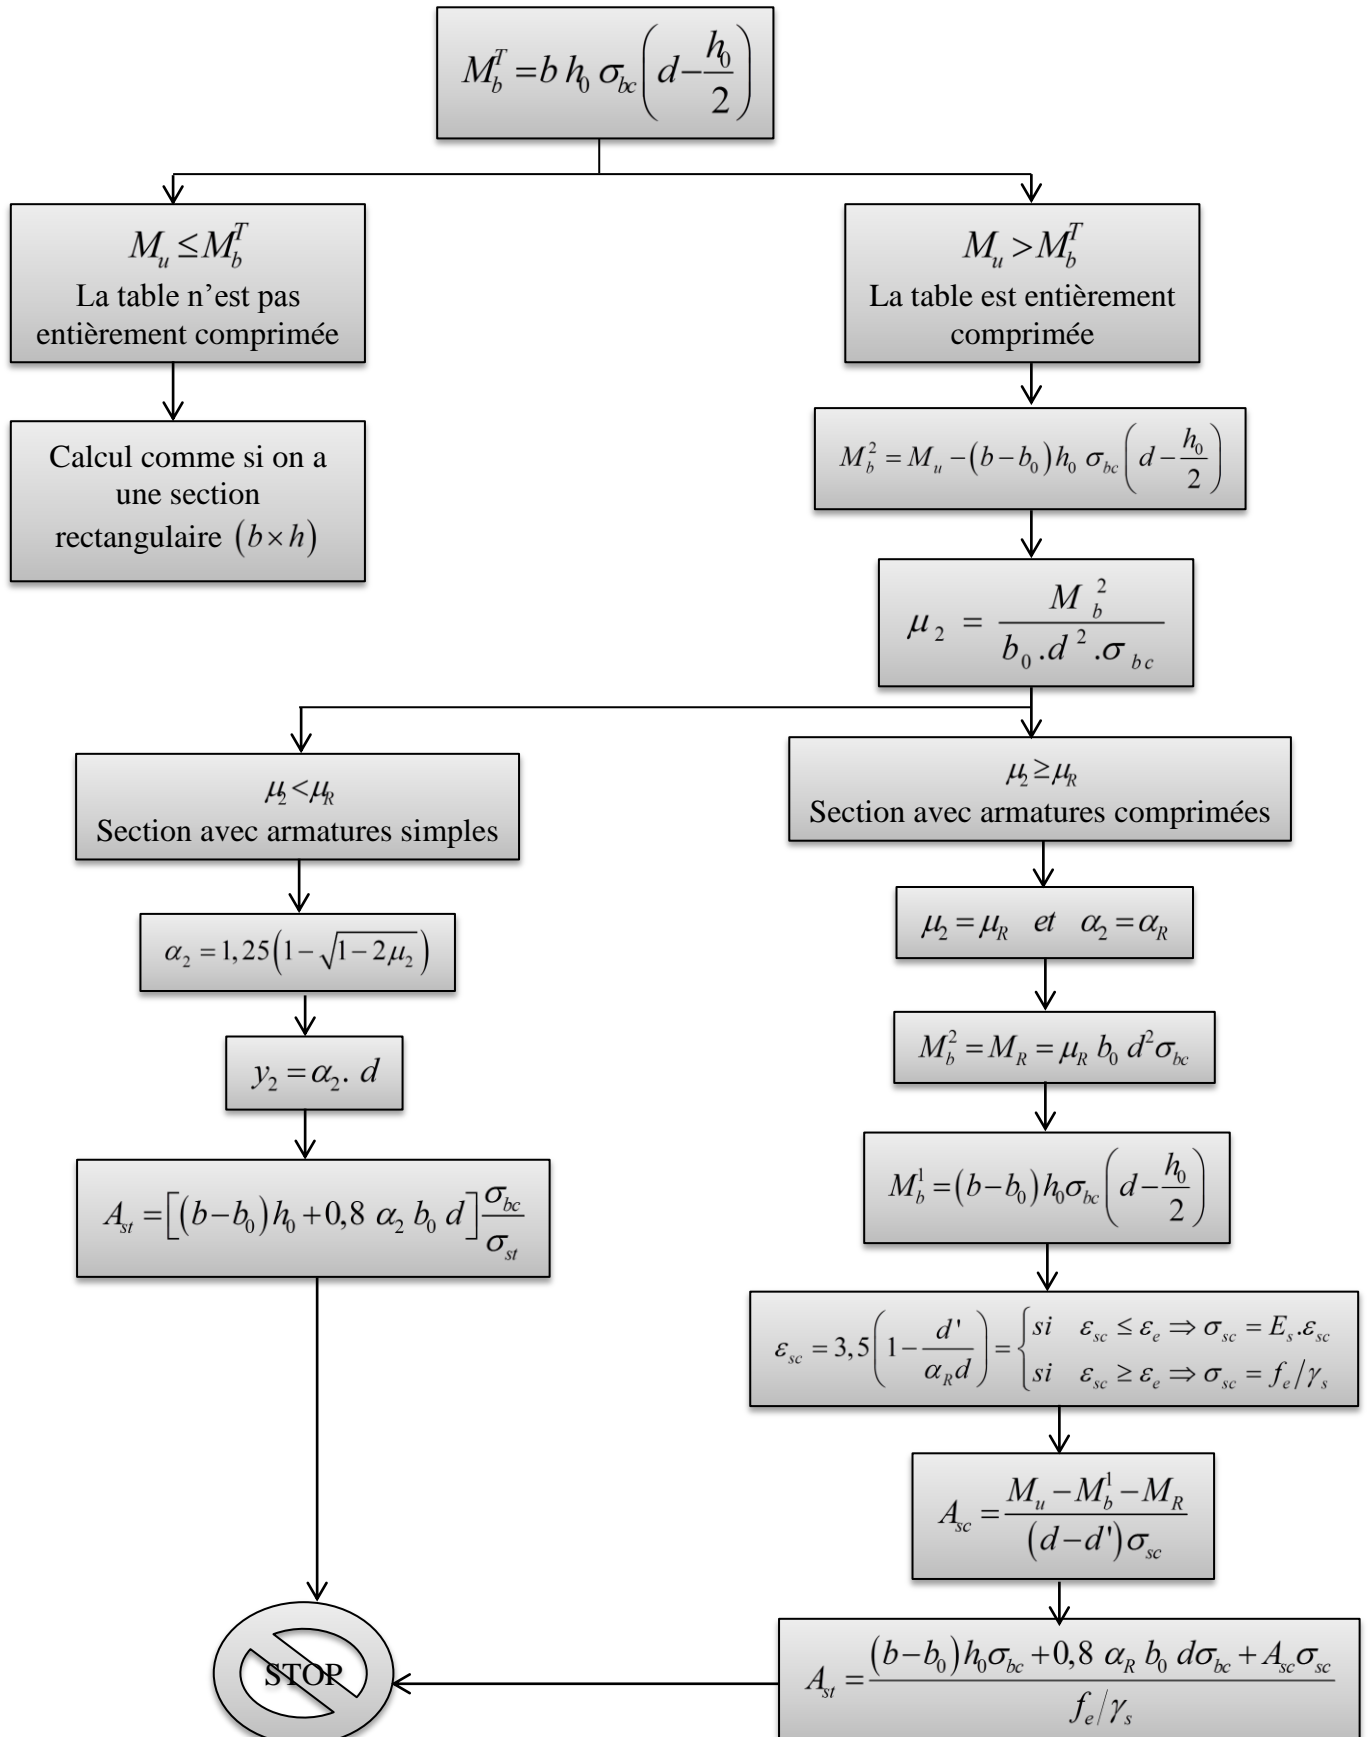 M_b^T = b h_0 σ_bc (d − h_0/2)
M_u ≤ M_b^T
La table n’est pas
entièrement comprimée
M_u > M_b^T
La table est entièrement
comprimée
Calcul comme si on a
une section
rectangulaire (b×h)
M_b^2 = M_u − (b − b_0) h_0 σ_bc (d − h_0/2)
μ_2 = M_b^2 / (b_0 .d^2 .σ_bc)
μ_2 < μ_R
Section avec armatures simples
μ_2 ≥ μ_R
Section avec armatures comprimées
α_2 = 1,25(1 − √(1 − 2μ_2))
y_2 = α_2. d
A_st = [(b − b_0) h_0 + 0,8 α_2 b_0 d] σ_bc/σ_st
μ_2 = μ_R et α_2 = α_R
M_b^2 = M_R = μ_R b_0 d^2 σ_bc
M_b^1 = (b − b_0) h_0 σ_bc (d − h_0/2)
ε_sc = 3,5(1 − d'/(α_R d)) = { si ε_sc ≤ ε_e ⇒ σ_sc = E_s.ε_sc
si ε_sc ≥ ε_e ⇒ σ_sc = f_e/γ_s
A_sc = (M_u − M_b^1 − M_R) / ((d − d')σ_sc)
A_st = ((b − b_0) h_0 σ_bc + 0,8 α_R b_0 dσ_bc + A_sc σ_sc) / (f_e/γ_s)
STOP